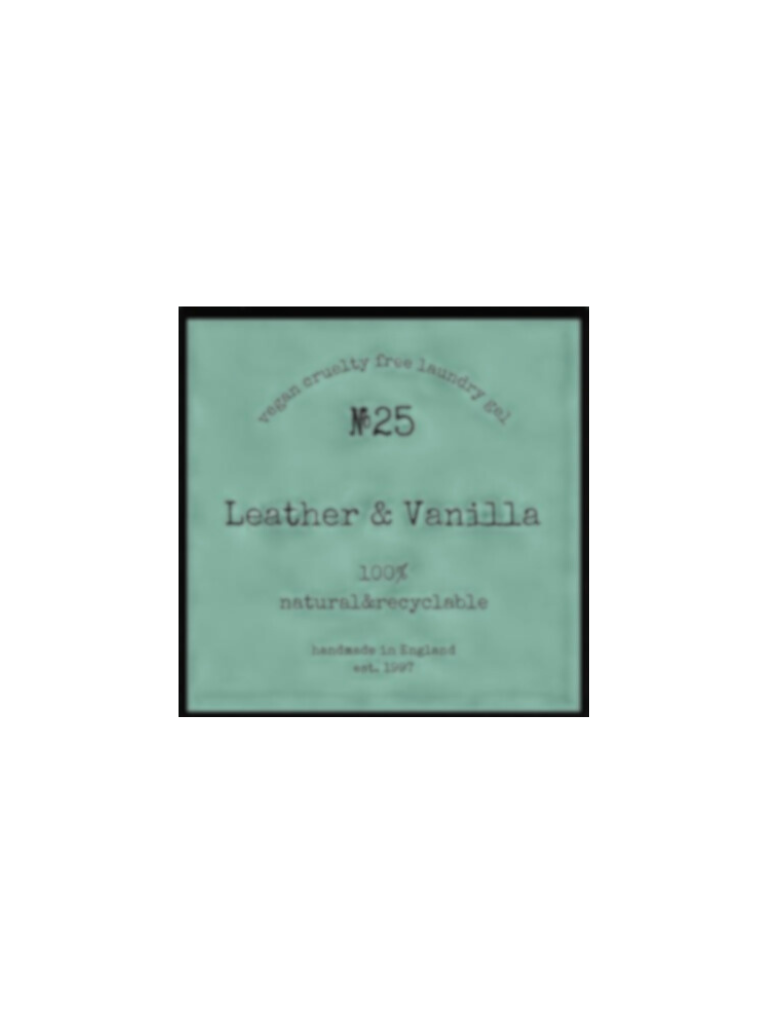 vegan cruelty free laundry gel
№25
Leather & Vanilla
100%
natural&recyclable
handmade in England
est. 1997